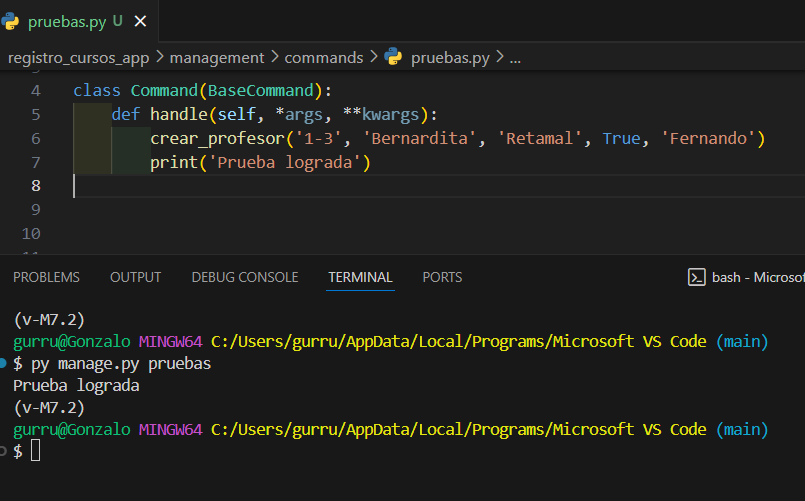 pruebas.py U
registro_cursos_app > management > commands > pruebas.py > ...
4 class Command(BaseCommand):
5 def handle(self, *args, **kwargs):
6 crear_profesor('1-3', 'Bernardita', 'Retamal', True, 'Fernando')
7 print('Prueba lograda')
8
9
10
PROBLEMS OUTPUT DEBUG CONSOLE TERMINAL PORTS bash - Microsof
(v-M7.2)
gurru@Gonzalo MINGW64 C:/Users/gurru/AppData/Local/Programs/Microsoft VS Code (main)
$ py manage.py pruebas
Prueba lograda
(v-M7.2)
gurru@Gonzalo MINGW64 C:/Users/gurru/AppData/Local/Programs/Microsoft VS Code (main)
$